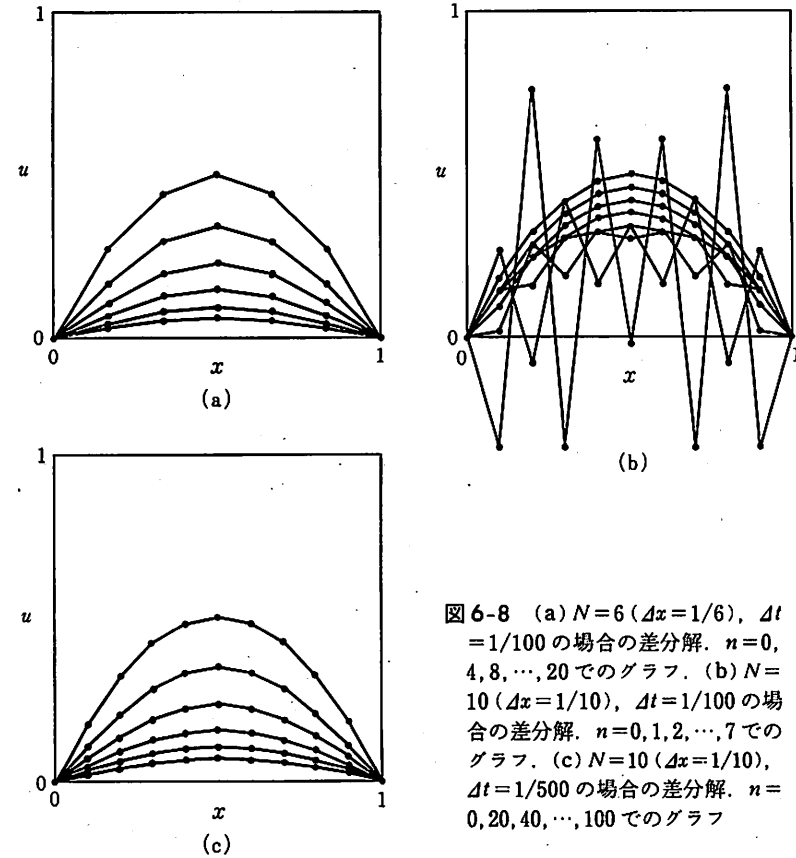 1
u
0
0
x
1
(a)
1
u
0
0
x
1
(b)
1
u
0
0
x
1
(c)
図6-8 (a) N=6 (Δx=1/6), Δt
=1/100 の場合の差分解. n=0,
4,8,…,20 でのグラフ. (b) N=
10 (Δx=1/10), Δt=1/100 の場
合の差分解. n=0,1,2,…,7 での
グラフ. (c) N=10 (Δx=1/10),
Δt=1/500 の場合の差分解. n=
0,20,40,…,100 でのグラフ